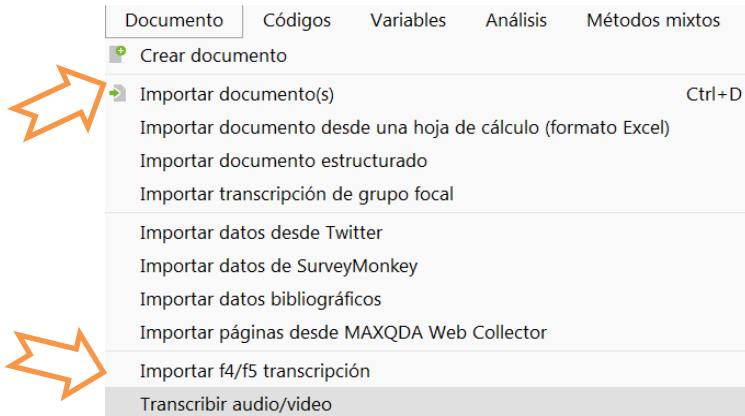 Documento Códigos Variables Análisis Métodos mixtos
Crear documento
Importar documento(s) Ctrl+D
Importar documento desde una hoja de cálculo (formato Excel)
Importar documento estructurado
Importar transcripción de grupo focal
Importar datos desde Twitter
Importar datos de SurveyMonkey
Importar datos bibliográficos
Importar páginas desde MAXQDA Web Collector
Importar f4/f5 transcripción
Transcribir audio/video